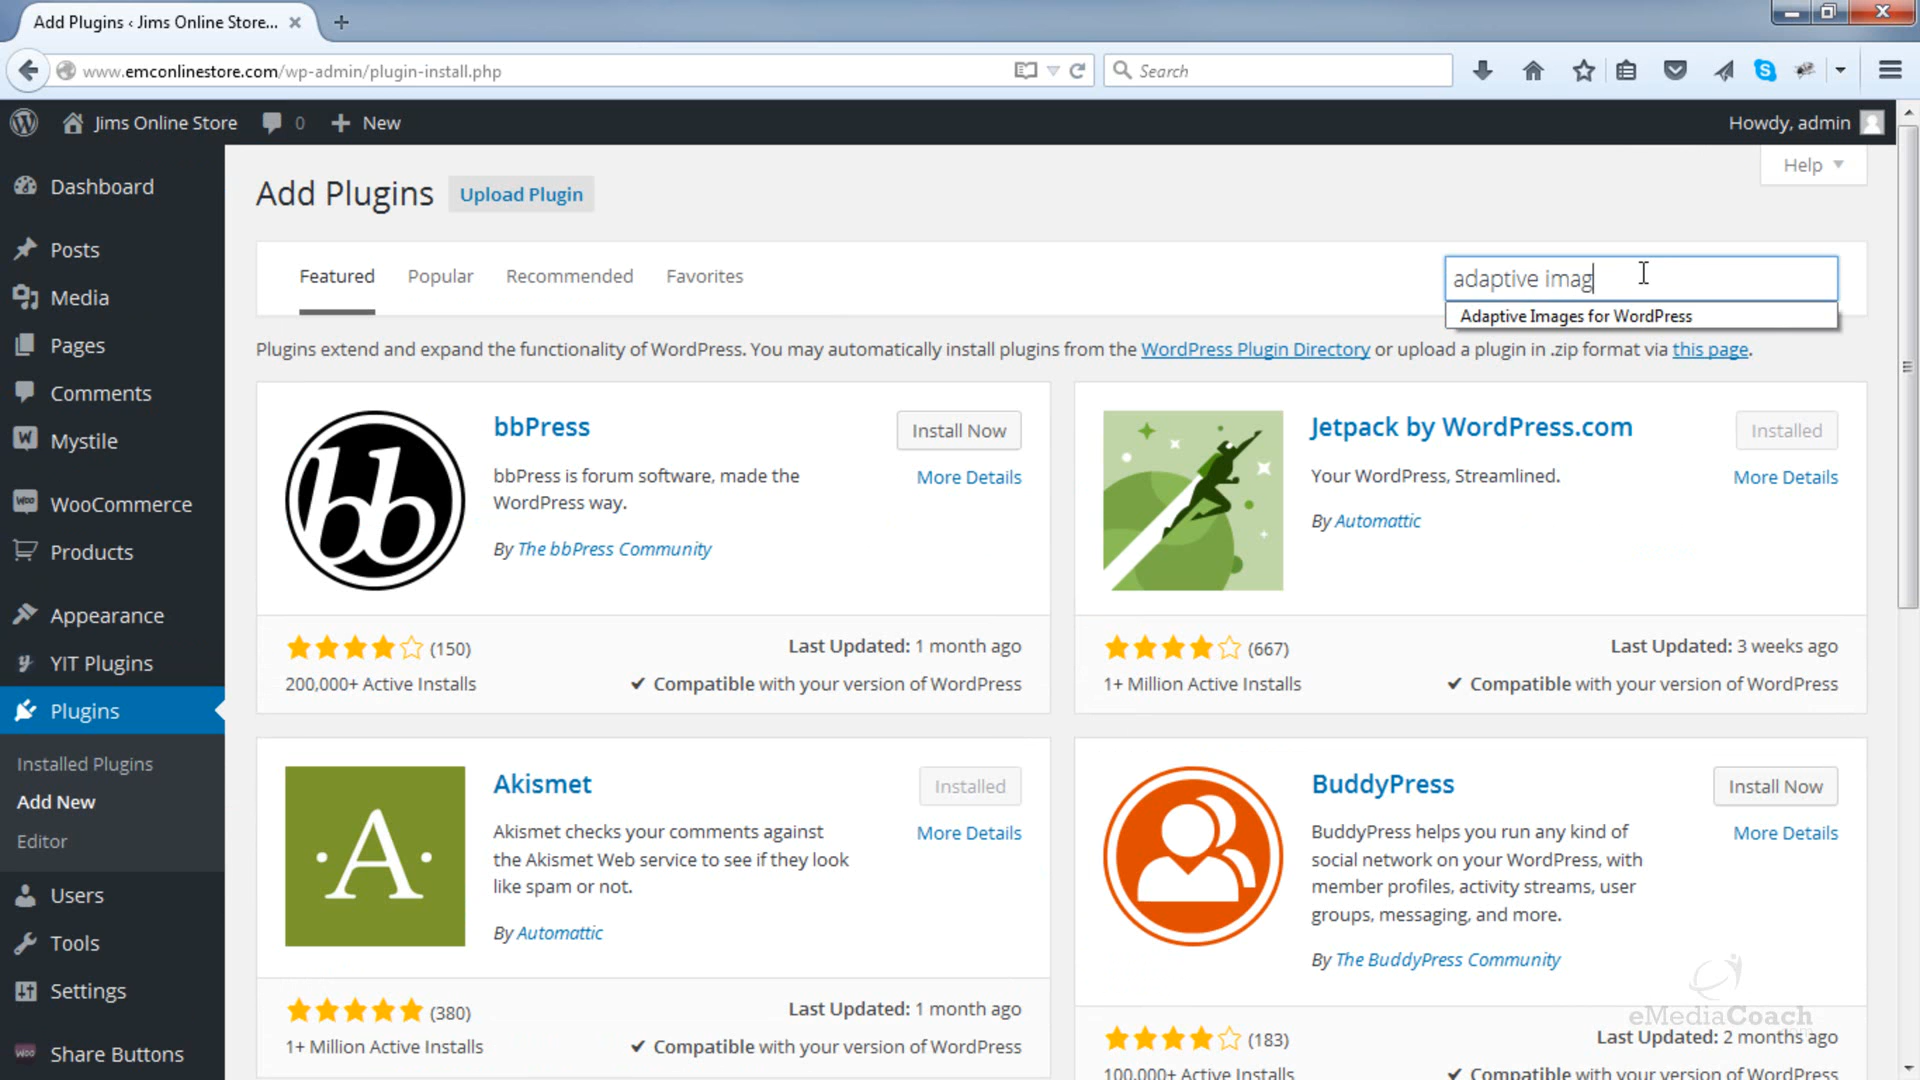 Add Plugins ‹ Jims Online Store...
www.emconlinestore.com/wp-admin/plugin-install.php
Search
Jims Online Store
0
New
Howdy, admin
Help
Dashboard
Posts
Media
Pages
Comments
Mystile
WooCommerce
Products
Appearance
YIT Plugins
Plugins
Installed Plugins
Add New
Editor
Users
Tools
Settings
Share Buttons
Add Plugins
Upload Plugin
Featured
Popular
Recommended
Favorites
adaptive imag
Adaptive Images for WordPress
Plugins extend and expand the functionality of WordPress. You may automatically install plugins from the WordPress Plugin Directory or upload a plugin in .zip format via this page.
bbPress
Install Now
More Details
bbPress is forum software, made the
WordPress way.
By The bbPress Community
(150)
Last Updated: 1 month ago
200,000+ Active Installs
✔ Compatible with your version of WordPress
Jetpack by WordPress.com
Installed
More Details
Your WordPress, Streamlined.
By Automattic
(667)
Last Updated: 3 weeks ago
1+ Million Active Installs
✔ Compatible with your version of WordPress
Akismet
Installed
More Details
Akismet checks your comments against
the Akismet Web service to see if they look
like spam or not.
By Automattic
(380)
Last Updated: 1 month ago
1+ Million Active Installs
✔ Compatible with your version of WordPress
BuddyPress
Install Now
More Details
BuddyPress helps you run any kind of
social network on your WordPress, with
member profiles, activity streams, user
groups, messaging, and more.
By The BuddyPress Community
(183)
Last Updated: 2 months ago
100,000+ Active Installs
✔ Compatible with your version of WordPress
eMediaCoach